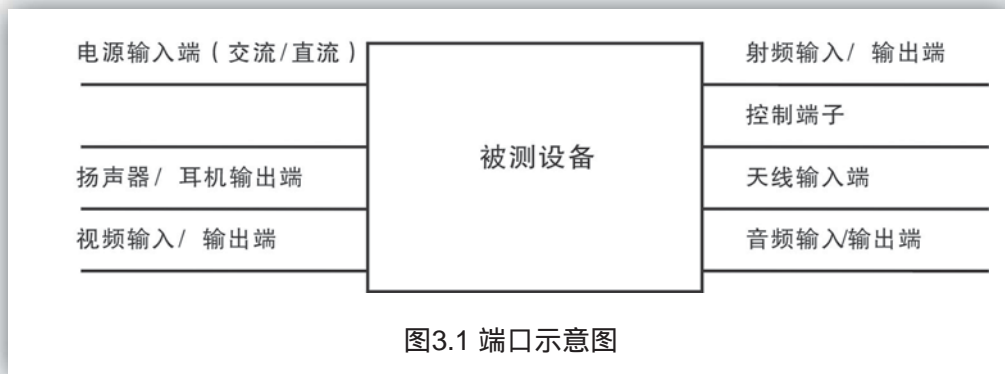 电源输入端（交流/直流）
扬声器/ 耳机输出端
视频输入/ 输出端
被测设备
射频输入/ 输出端
控制端子
天线输入端
音频输入/输出端
图3.1 端口示意图